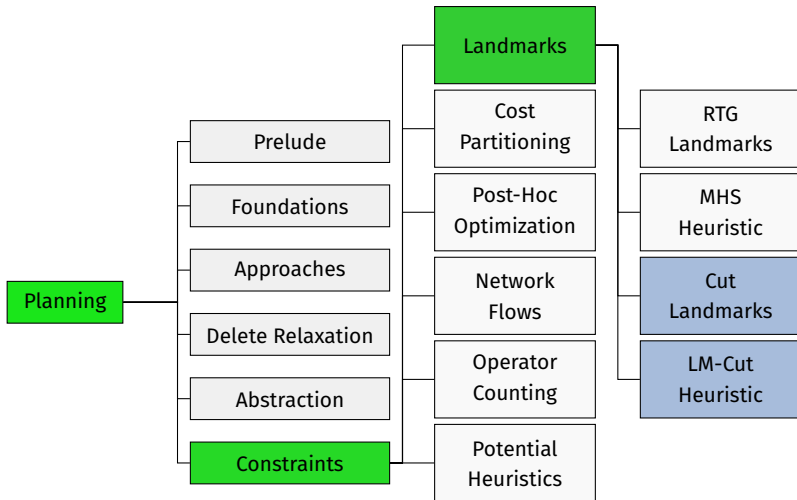 Planning
Prelude
Foundations
Approaches
Delete Relaxation
Abstraction
Constraints
Landmarks
Cost
Partitioning
Post-Hoc
Optimization
Network
Flows
Operator
Counting
Potential
Heuristics
RTG
Landmarks
MHS
Heuristic
Cut
Landmarks
LM-Cut
Heuristic